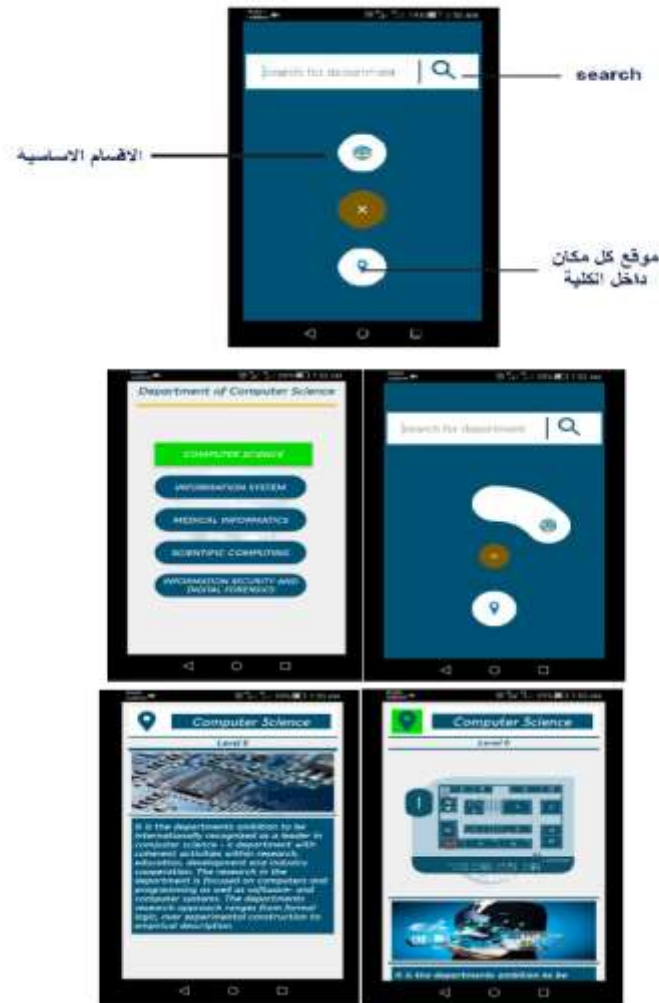 Search for department
search
الاقسام الاساسية
موقع كل مكان
داخل الكلية
Department of Computer Science
COMPUTER SCIENCE
INFORMATION SYSTEM
MEDICAL INFORMATICS
SCIENTIFIC COMPUTING
INFORMATION SECURITY AND
DIGITAL FORENSICS
Search for department
Computer Science
Level 0
It is the departments ambition to be
internationally recognized as a leader in
computer science - a department with
coherent activities within research
education, development and industry
cooperation. The research in the
department is focused on computers and
programming as well as software- and
computer systems. The departments
research approach ranges from formal
logic, over experimental construction to
empirical description.
Computer Science
Level 0
It is the departments ambition to be